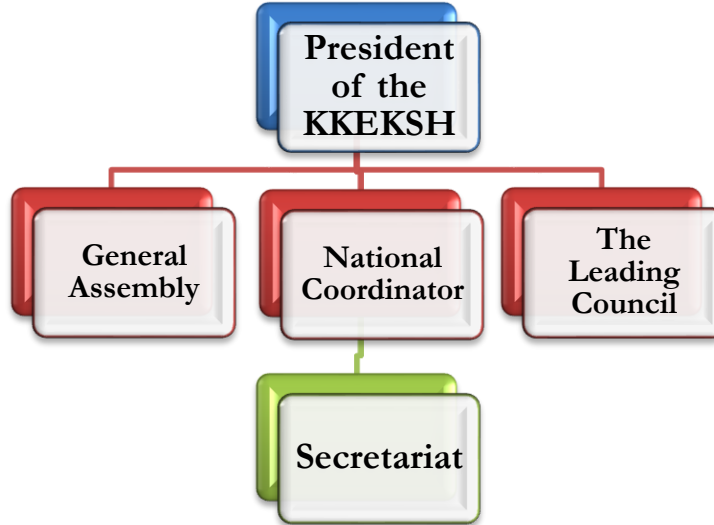 President
of the
KKEKSH
General
Assembly
National
Coordinator
The
Leading
Council
Secretariat